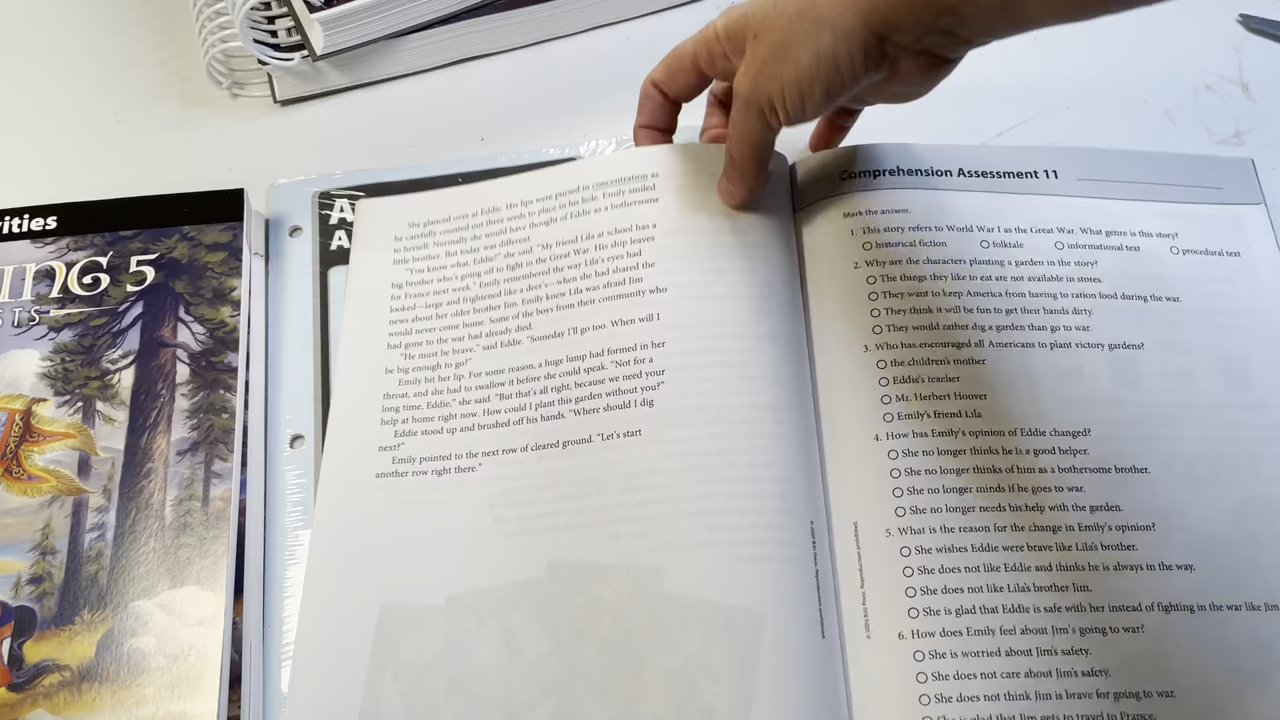 vities
ING 5
STS
A
A
She glanced over at Eddie. His lips were pursed in concentration as
he carefully counted out three seeds to place in his hole. Emily smiled
to herself. Normally she would have thought of Eddie as a bothersome
little brother. But today was different.
"You know what, Eddie?" she said. "My friend Lila at school has a
big brother who's going off to fight in the Great War. His ship leaves
for France next week." Emily remembered the way Lila's eyes had
looked—large and frightened like a deer's—when she had shared the
news about her older brother Jim. Emily knew Lila was afraid Jim
would never come home. Some of the boys from their community who
had gone to the war had already died.
"He must be brave," said Eddie. "Someday I'll go too. When will I
be big enough to go?"
Emily bit her lip. For some reason, a huge lump had formed in her
throat, and she had to swallow it before she could speak. "Not for a
long time, Eddie," she said. "But that's all right, because we need your
help at home right now. How could I plant this garden without you?"
Eddie stood up and brushed off his hands. "Where should I dig
next?"
Emily pointed to the next row of cleared ground. "Let's start
another row right there."
Comprehension Assessment 11
Mark the answer.
1. This story refers to World War I as the Great War. What genre is this story?
historical fiction folktale informational text procedural text
2. Why are the characters planting a garden in the story?
The things they like to eat are not available in stores.
They want to keep America from having to ration food during the war.
They think it will be fun to get their hands dirty.
They would rather dig a garden than go to war.
3. Who has encouraged all Americans to plant victory gardens?
the children's mother
Eddie's teacher
Mr. Herbert Hoover
Emily's friend Lila
4. How has Emily's opinion of Eddie changed?
She no longer thinks he is a good helper.
She no longer thinks of him as a bothersome brother.
She no longer minds if he goes to war.
She no longer needs his help with the garden.
5. What is the reason for the change in Emily's opinion?
She wishes Eddie were brave like Lila's brother.
She does not like Eddie and thinks he is always in the way.
She does not like Lila's brother Jim.
She is glad that Eddie is safe with her instead of fighting in the war like Jim
6. How does Emily feel about Jim's going to war?
She is worried about Jim's safety.
She does not care about Jim's safety.
She does not think Jim is brave for going to war.
She is glad that Jim gets to travel to France.